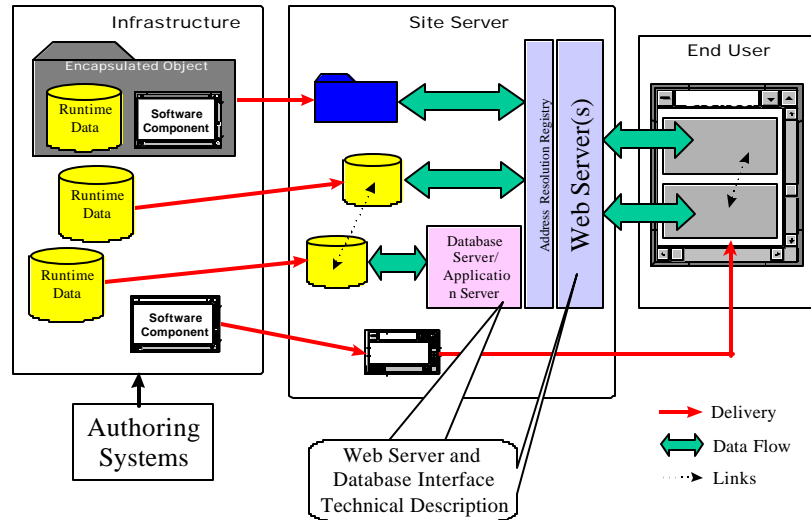 Infrastructure
Encapsulated Object
Runtime
Data
Software
Component
Runtime
Data
Runtime
Data
Software
Component
Authoring
Systems
Site Server
Database
Server/
Applicatio
n Server
Address Resolution Registry
Web Server(s)
End User
Web Server and
Database Interface
Technical Description
Delivery
Data Flow
Links